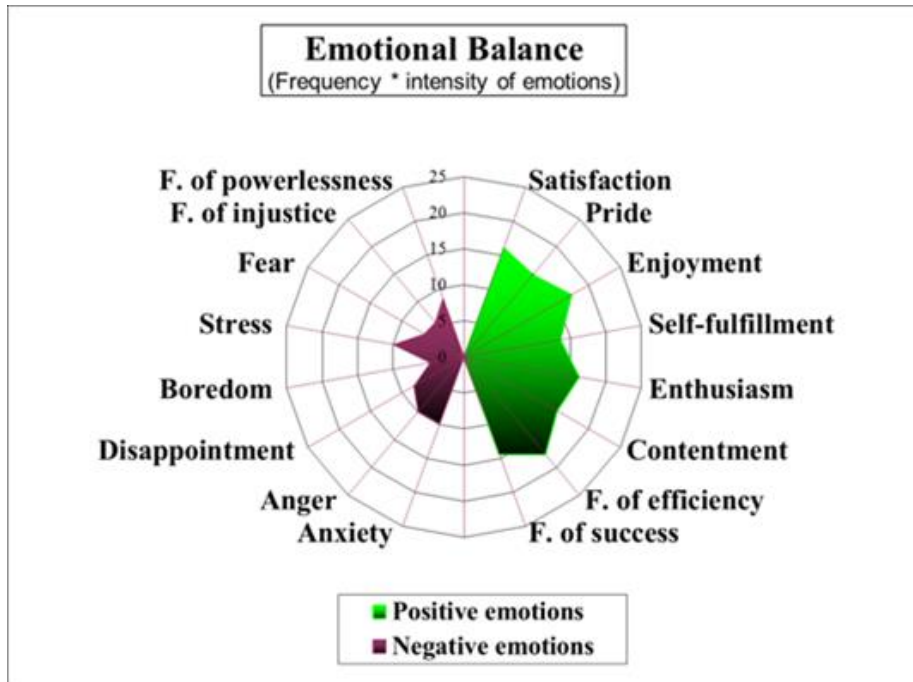 Emotional Balance
(Frequency * intensity of emotions)
F. of powerlessness
F. of injustice
Fear
Stress
Boredom
Disappointment
Anger
Anxiety
25
20
15
10
5
0
Satisfaction
Pride
Enjoyment
Self-fulfillment
Enthusiasm
Contentment
F. of efficiency
F. of success
Positive emotions
Negative emotions